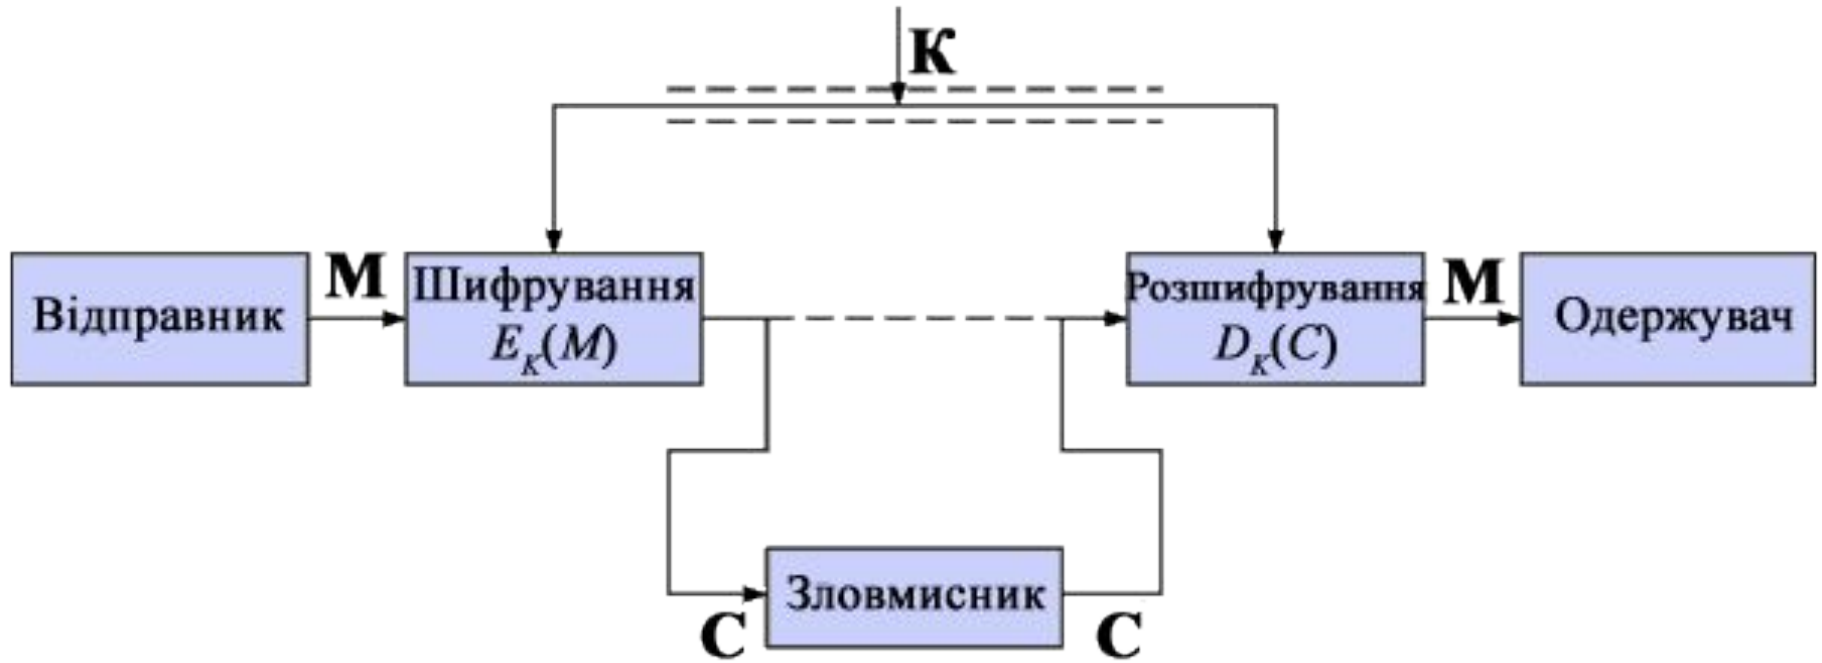 К
Відправник
М
Шифрування
E_K(M)
Розшифрування
D_K(C)
М
Одержувач
Зловмисник
С
С